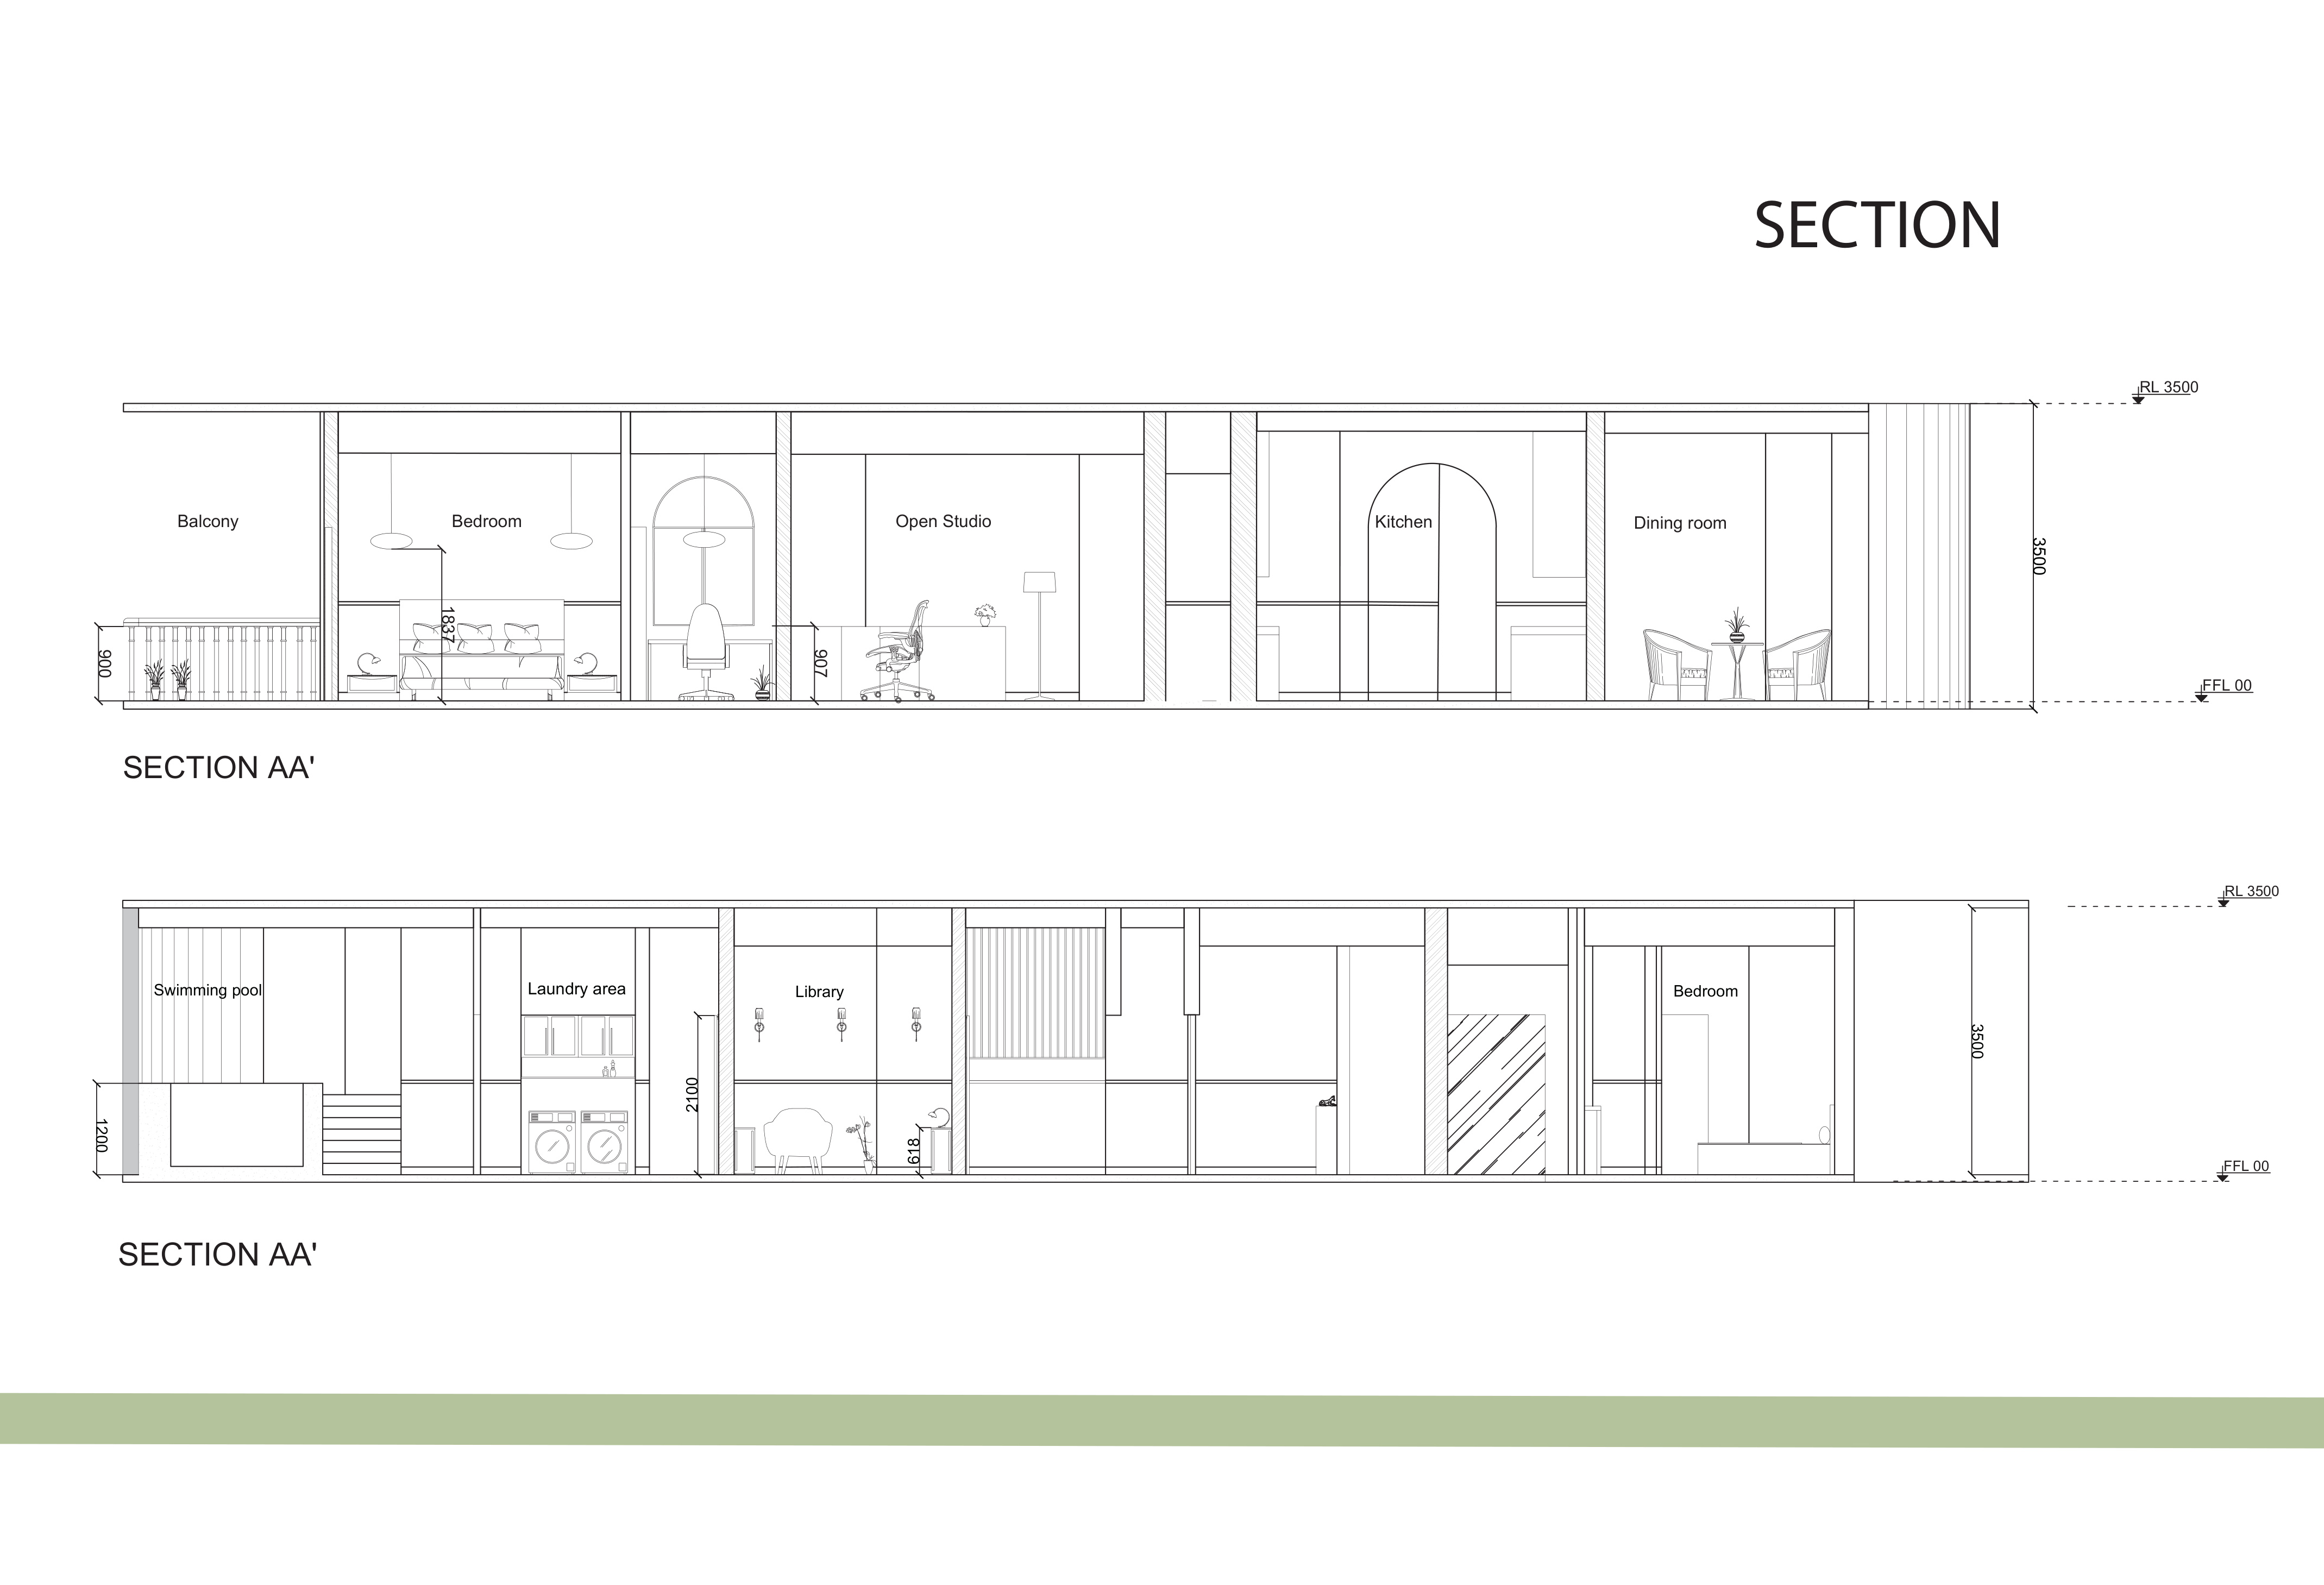 SECTION
RL 3500
Balcony
Bedroom
Open Studio
Kitchen
Dining room
3500
1837
900
907
FFL 00
SECTION AA'
RL 3500
Swimming pool
Laundry area
Library
Bedroom
3500
2100
1200
618
FFL 00
SECTION AA'